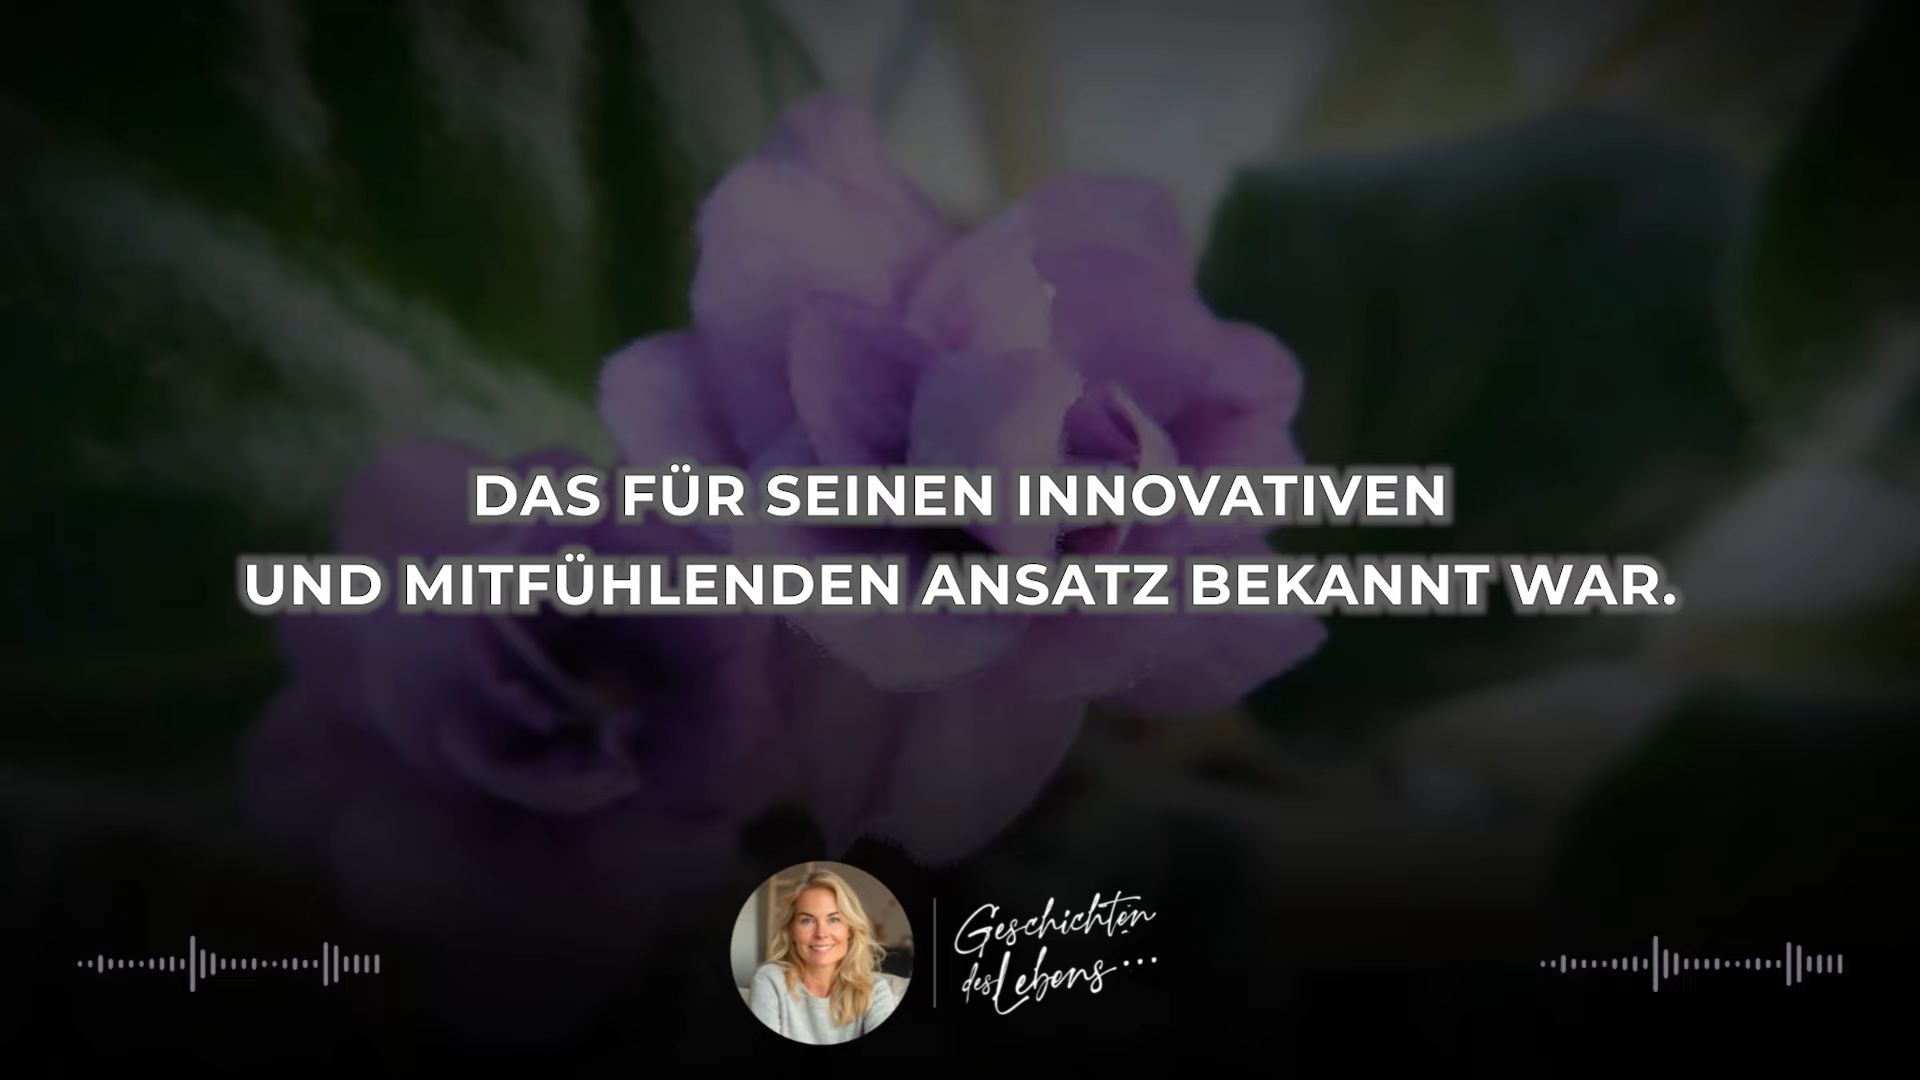 DAS FÜR SEINEN INNOVATIVEN
UND MITFÜHLENDEN ANSATZ BEKANNT WAR.
Geschichten
des Lebens...